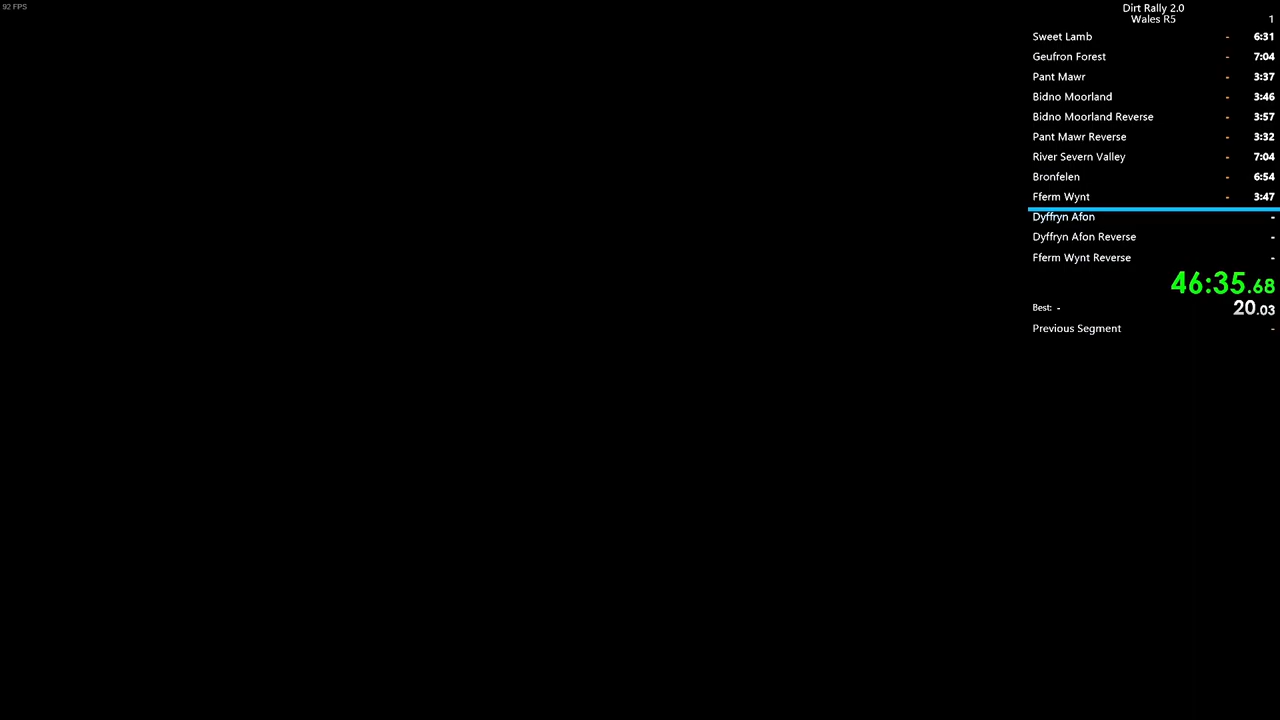 92 FPS
Dirt Rally 2.0
Wales R5 1
Sweet Lamb - 6:31
Geufron Forest - 7:04
Pant Mawr - 3:37
Bidno Moorland - 3:46
Bidno Moorland Reverse - 3:57
Pant Mawr Reverse - 3:32
River Severn Valley - 7:04
Bronfelen - 6:54
Fferm Wynt - 3:47
Dyffryn Afon -
Dyffryn Afon Reverse -
Fferm Wynt Reverse -
46:35.68
Best: - 20.03
Previous Segment -